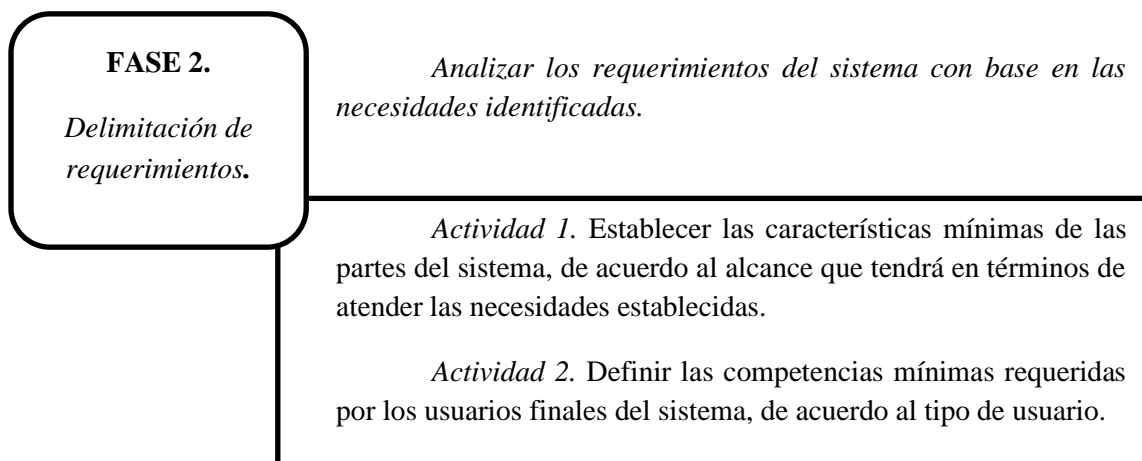 FASE 2.
Delimitación de
requerimientos.
Analizar los requerimientos del sistema con base en las
necesidades identificadas.
Actividad 1. Establecer las características mínimas de las
partes del sistema, de acuerdo al alcance que tendrá en términos de
atender las necesidades establecidas.
Actividad 2. Definir las competencias mínimas requeridas
por los usuarios finales del sistema, de acuerdo al tipo de usuario.